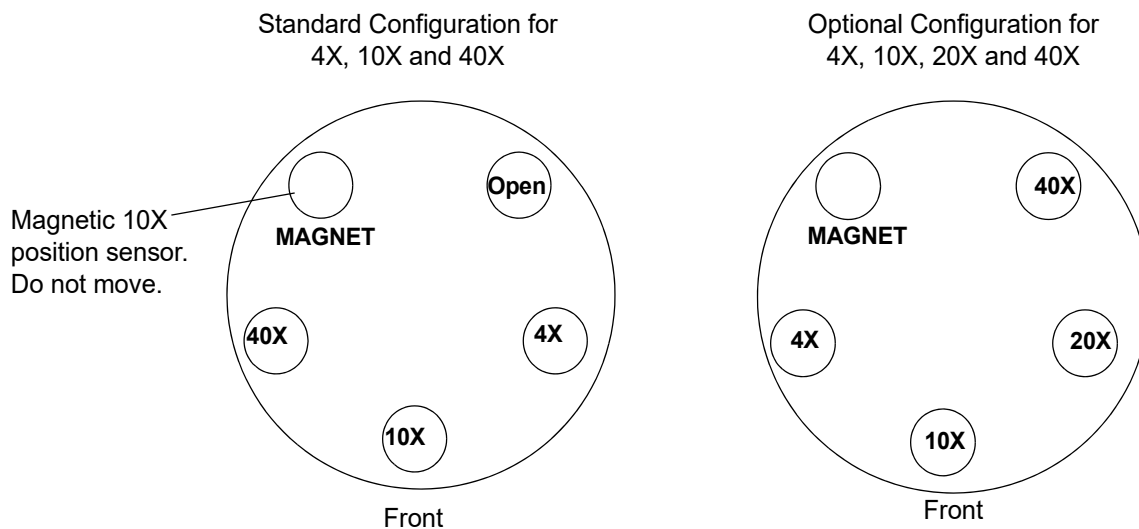 Standard Configuration for
4X, 10X and 40X
Magnetic 10X
position sensor.
Do not move.
MAGNET
Open
40X
4X
10X
Front
Optional Configuration for
4X, 10X, 20X and 40X
MAGNET
40X
4X
20X
10X
Front